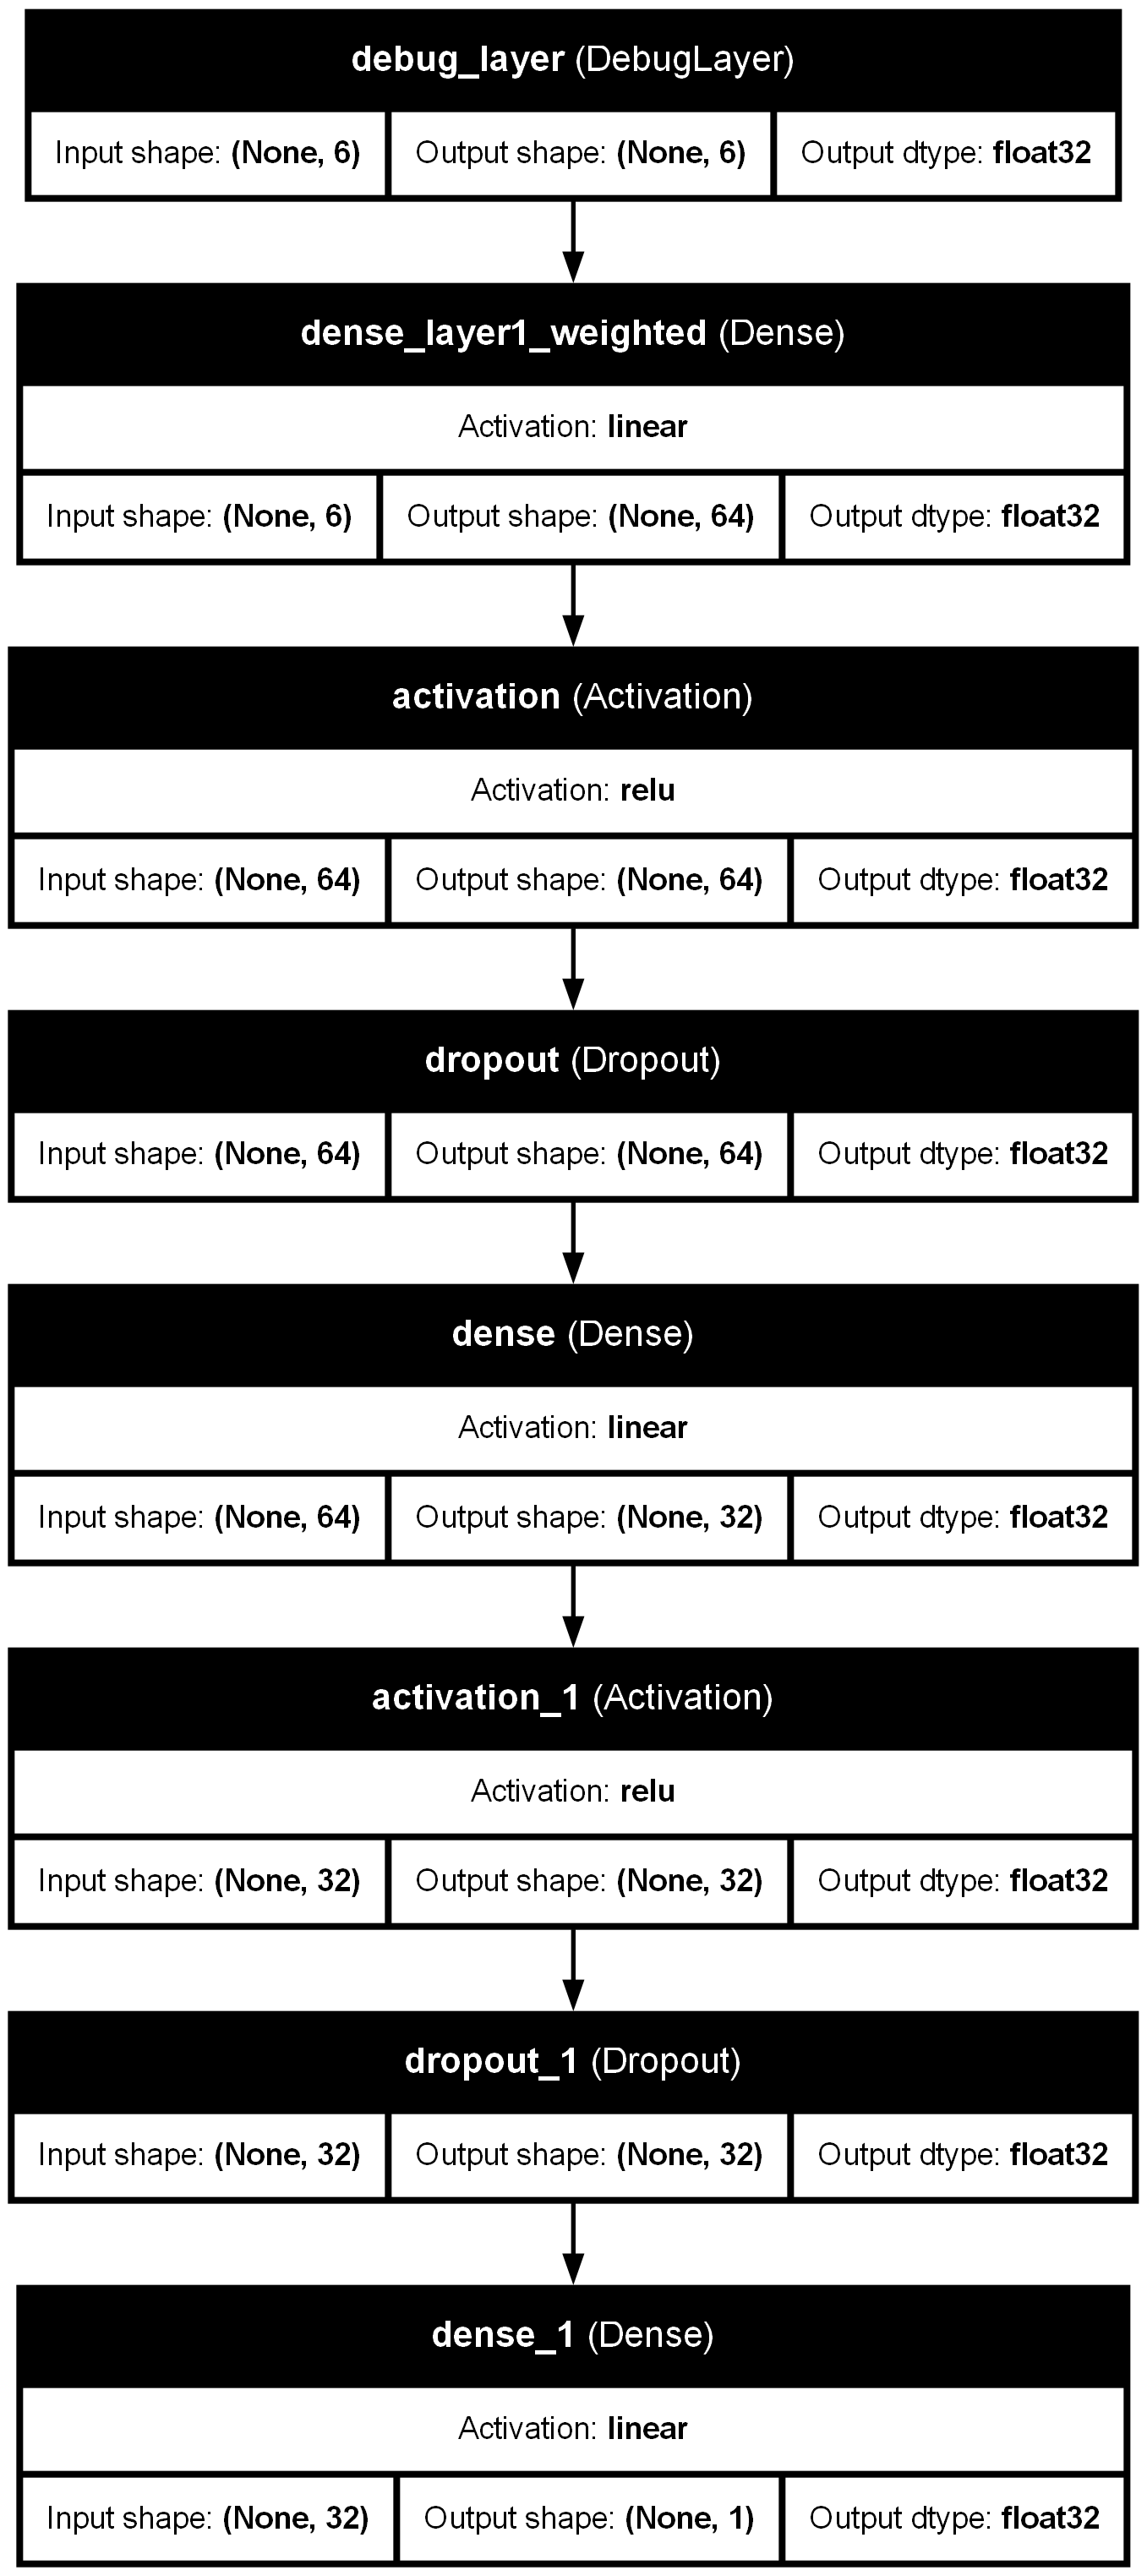 debug_layer (DebugLayer)
Input shape: (None, 6) Output shape: (None, 6) Output dtype: float32
dense_layer1_weighted (Dense)
Activation: linear
Input shape: (None, 6) Output shape: (None, 64) Output dtype: float32
activation (Activation)
Activation: relu
Input shape: (None, 64) Output shape: (None, 64) Output dtype: float32
dropout (Dropout)
Input shape: (None, 64) Output shape: (None, 64) Output dtype: float32
dense (Dense)
Activation: linear
Input shape: (None, 64) Output shape: (None, 32) Output dtype: float32
activation_1 (Activation)
Activation: relu
Input shape: (None, 32) Output shape: (None, 32) Output dtype: float32
dropout_1 (Dropout)
Input shape: (None, 32) Output shape: (None, 32) Output dtype: float32
dense_1 (Dense)
Activation: linear
Input shape: (None, 32) Output shape: (None, 1) Output dtype: float32